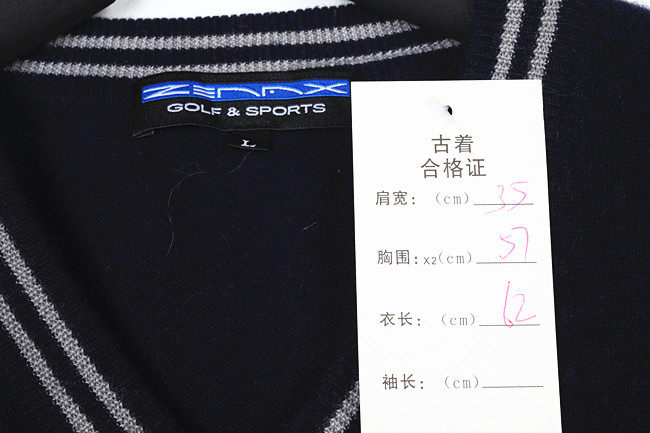 ZENAX
GOLF & SPORTS
L
古着
合格证
肩宽: (cm) 35
胸围: X2(cm) 57
衣长: (cm) 62
袖长: (cm)